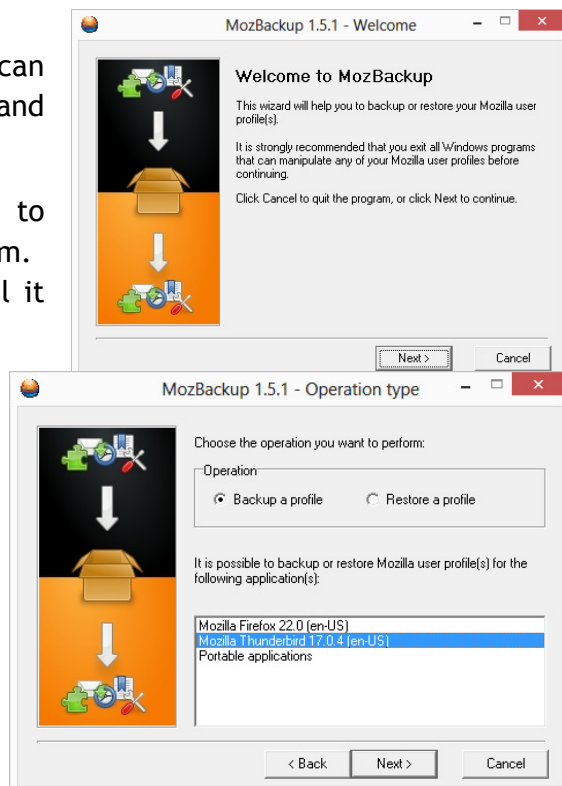 can
and
to
m.
l it
MozBackup 1.5.1 - Welcome
Welcome to MozBackup
This wizard will help you to backup or restore your Mozilla user
profile(s).
It is strongly recommended that you exit all Windows programs
that can manipulate any of your Mozilla user profiles before
continuing.
Click Cancel to quit the program, or click Next to continue.
Next >
Cancel
MozBackup 1.5.1 - Operation type
Choose the operation you want to perform:
Operation
Backup a profile
Restore a profile
It is possible to backup or restore Mozilla user profile(s) for the
following application(s):
Mozilla Firefox 22.0 (en-US)
Mozilla Thunderbird 17.0.4 (en-US)
Portable applications
< Back
Next >
Cancel